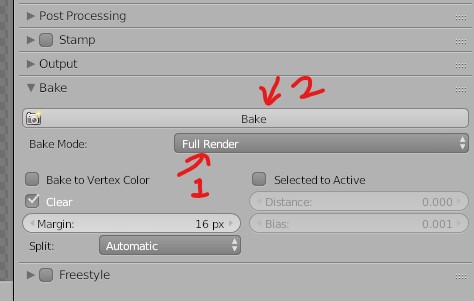 Post Processing
Stamp
Output
Bake
2
Bake
Bake Mode: Full Render
1
Bake to Vertex Color Selected to Active
Clear Distance: 0.000
Margin: 16 px Bias: 0.001
Split: Automatic
Freestyle